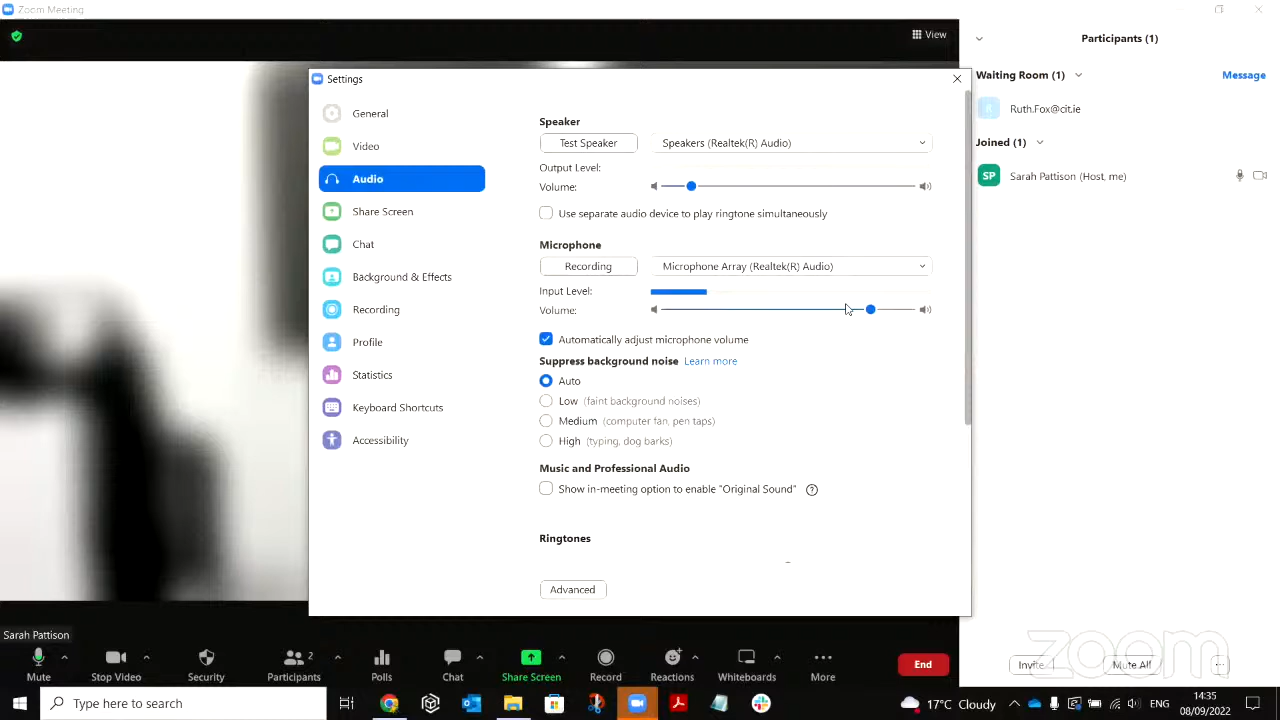 Zoom Meeting
View
Participants (1)
Waiting Room (1)
Message
Ruth.Fox@cit.ie
Joined (1)
SP
Sarah Pattison (Host, me)
Settings
General
Video
Audio
Share Screen
Chat
Background & Effects
Recording
Profile
Statistics
Keyboard Shortcuts
Accessibility
Speaker
Test Speaker
Speakers (Realtek(R) Audio)
Output Level:
Volume:
Use separate audio device to play ringtone simultaneously
Microphone
Recording
Microphone Array (Realtek(R) Audio)
Input Level:
Volume:
Automatically adjust microphone volume
Suppress background noise Learn more
Auto
Low (faint background noises)
Medium (computer fan, pen taps)
High (typing, dog barks)
Music and Professional Audio
Show in-meeting option to enable "Original Sound" ?
Ringtones
Advanced
Sarah Pattison
Mute
Stop Video
Security
2
Participants
Polls
Chat
Share Screen
Record
Reactions
Whiteboards
More
End
Invite
Mute All
...
zoom
Type here to search
17°C Cloudy
ENG
14:35
08/09/2022